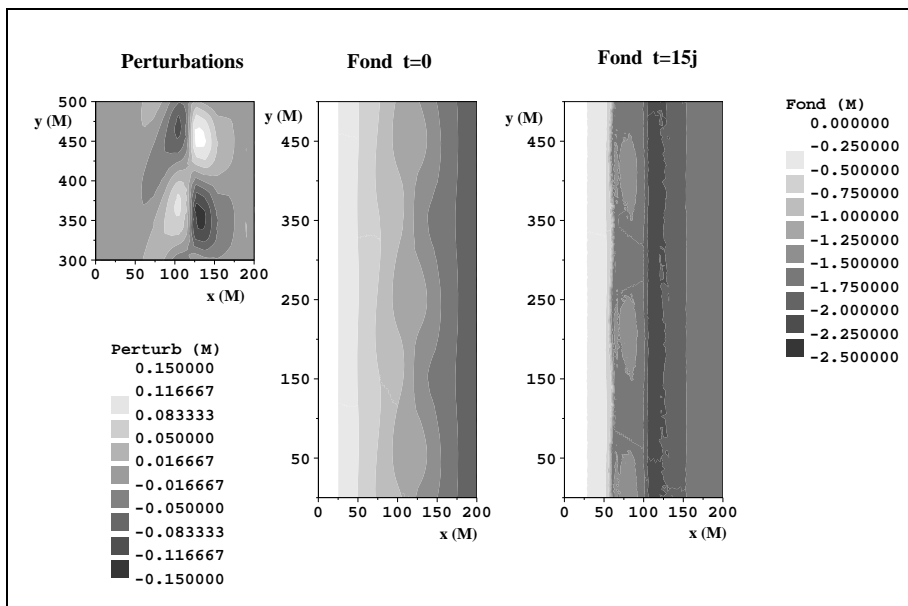 Perturbations
y (M)
500
450
400
350
300
0 50 100 150 200
x (M)
Perturb (M)
0.150000
0.116667
0.083333
0.050000
0.016667
-0.016667
-0.050000
-0.083333
-0.116667
-0.150000
Fond t=0
y (M)
450
350
250
150
50
0 50 100 150 200
x (M)
Fond t=15j
y (M)
450
350
250
150
50
0 50 100 150 200
x (M)
Fond (M)
0.000000
-0.250000
-0.500000
-0.750000
-1.000000
-1.250000
-1.500000
-1.750000
-2.000000
-2.250000
-2.500000